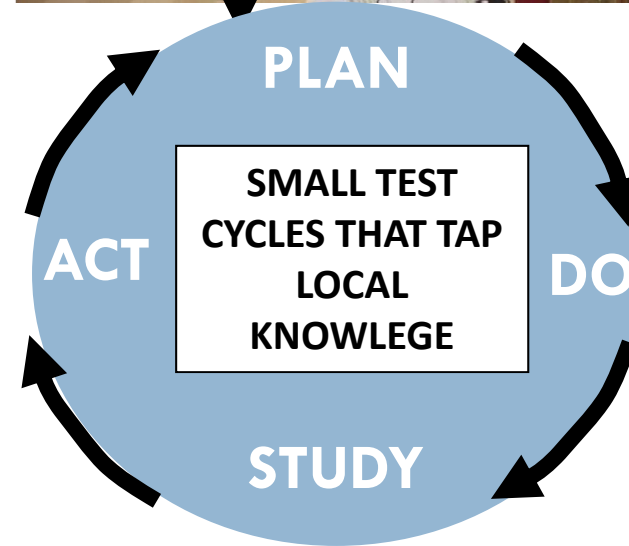 PLAN
SMALL TEST
CYCLES THAT TAP
LOCAL
KNOWLEGE
ACT
DO
STUDY